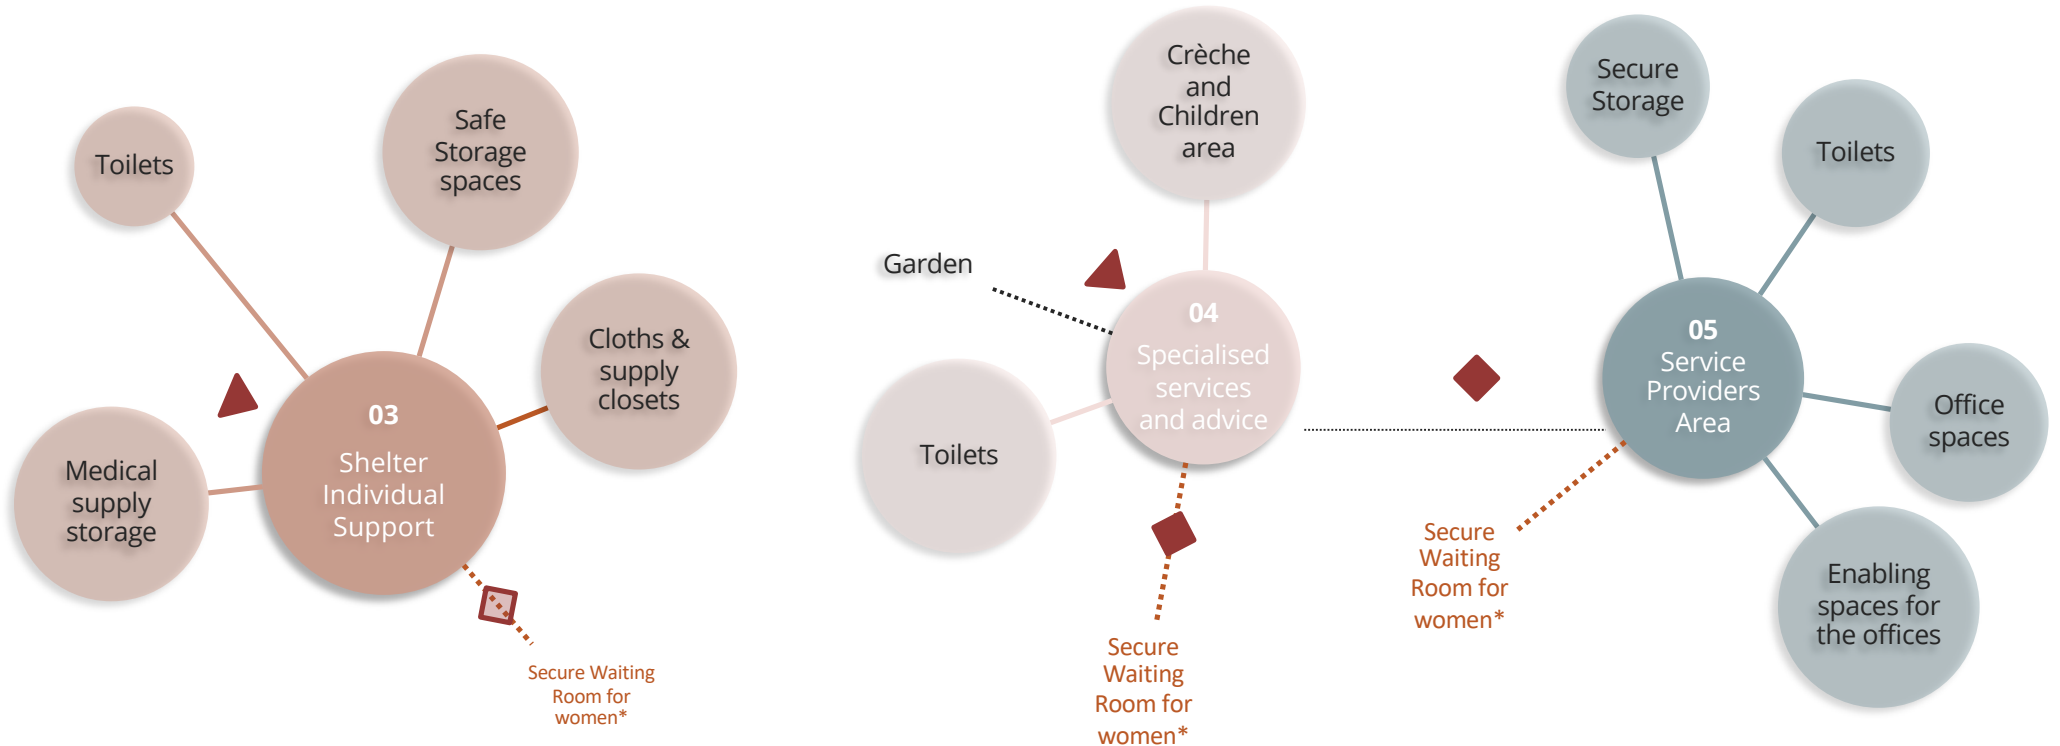 Toilets
Safe
Storage
spaces
Cloths &
supply
closets
Medical
supply
storage
03
Shelter
Individual
Support
Secure Waiting
Room for
women*
Crèche
and
Children
area
Garden
04
Specialised
services
and advice
Toilets
Secure
Waiting
Room for
women*
Secure
Storage
Toilets
05
Service
Providers
Area
Office
spaces
Enabling
spaces for
the offices
Secure
Waiting
Room for
women*